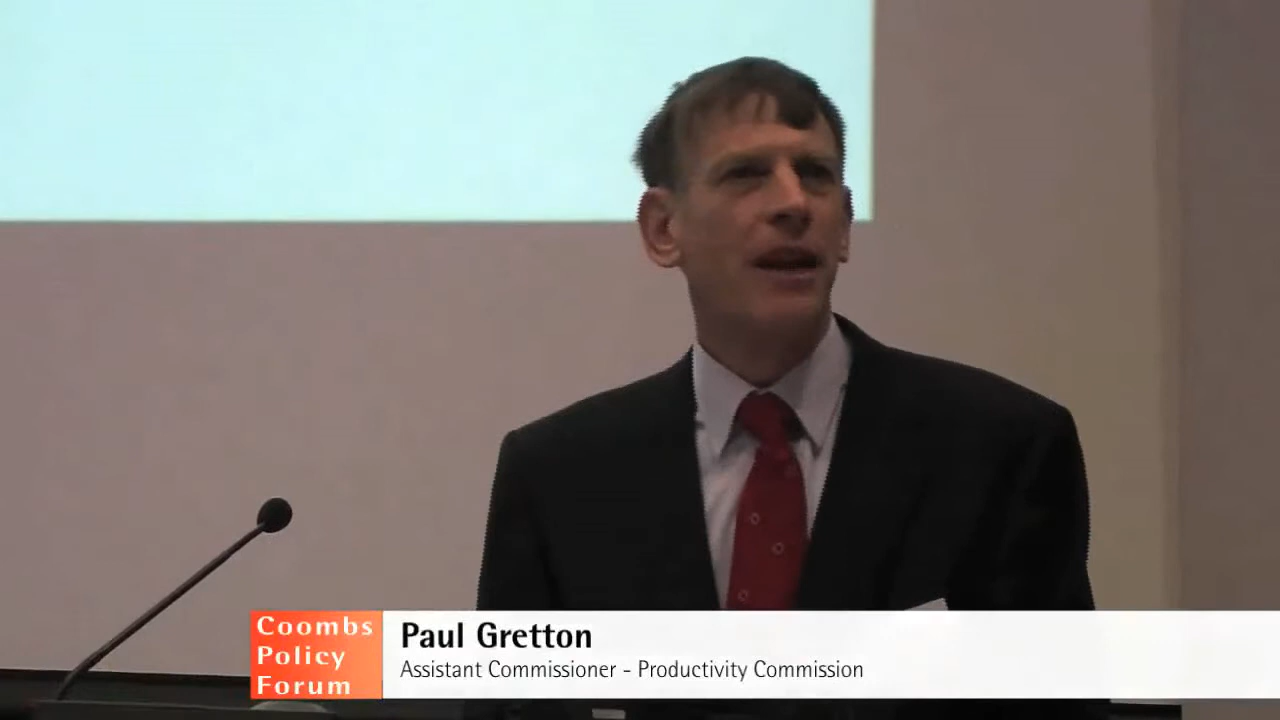 Coombs
Policy
Forum
Paul Gretton
Assistant Commissioner - Productivity Commission